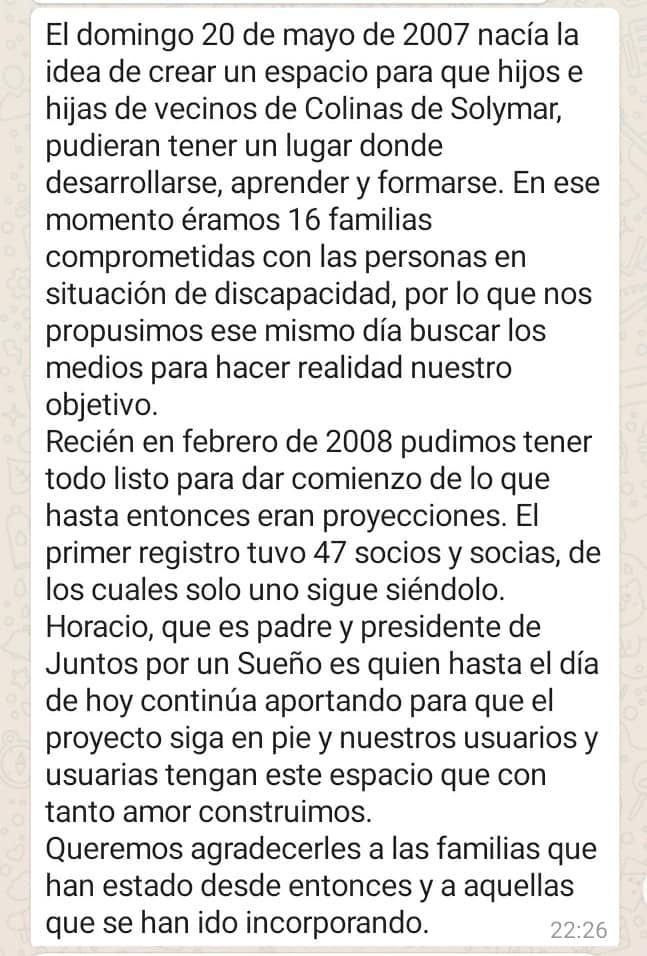 El domingo 20 de mayo de 2007 nacía la
idea de crear un espacio para que hijos e
hijas de vecinos de Colinas de Solymar,
pudieran tener un lugar donde
desarrollarse, aprender y formarse. En ese
momento éramos 16 familias
comprometidas con las personas en
situación de discapacidad, por lo que nos
propusimos ese mismo día buscar los
medios para hacer realidad nuestro
objetivo.
Recién en febrero de 2008 pudimos tener
todo listo para dar comienzo de lo que
hasta entonces eran proyecciones. El
primer registro tuvo 47 socios y socias, de
los cuales solo uno sigue siéndolo.
Horacio, que es padre y presidente de
Juntos por un Sueño es quien hasta el día
de hoy continúa aportando para que el
proyecto siga en pie y nuestros usuarios y
usuarias tengan este espacio que con
tanto amor construimos.
Queremos agradecerles a las familias que
han estado desde entonces y a aquellas
que se han ido incorporando.
22:26